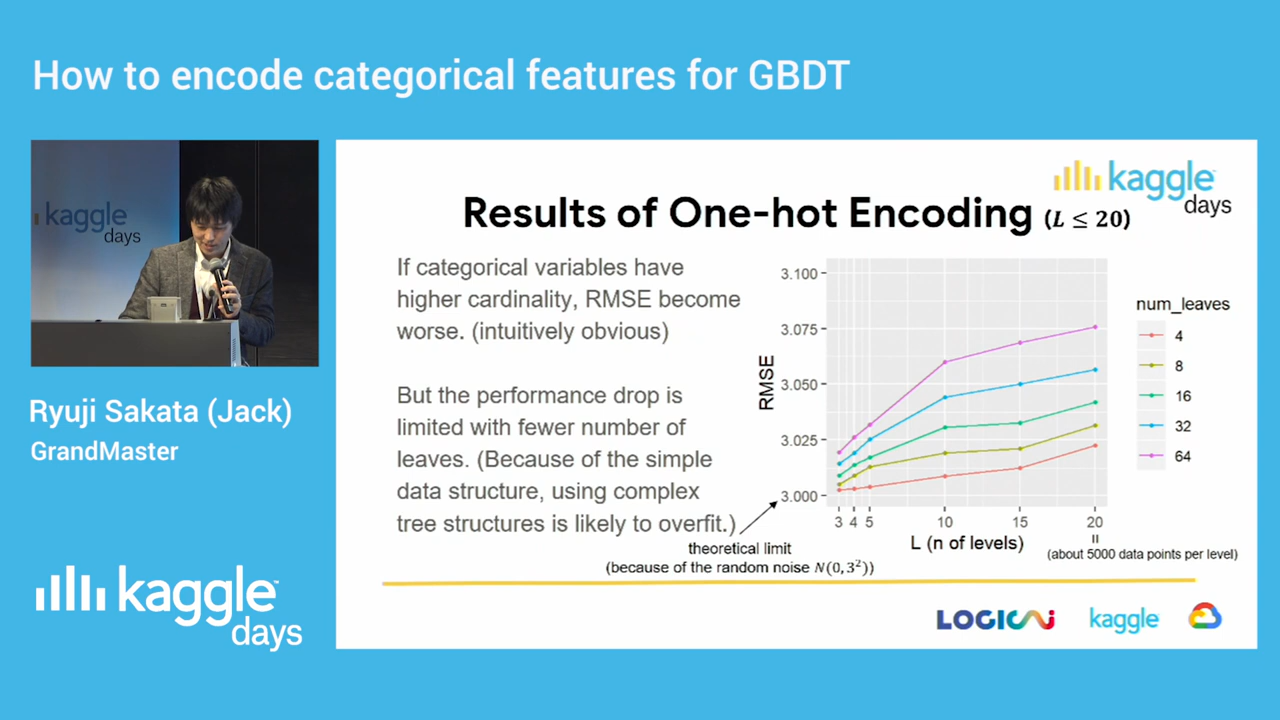 How to encode categorical features for GBDT
kaggle
days
Ryuji Sakata (Jack)
GrandMaster
kaggle
days
kaggle
days
Results of One-hot Encoding (L ≤ 20)
If categorical variables have
higher cardinality, RMSE become
worse. (intuitively obvious)
But the performance drop is
limited with fewer number of
leaves. (Because of the simple
data structure, using complex
tree structures is likely to overfit.)
theoretical limit
(because of the random noise N(0,3²))
RMSE
3.100
3.075
3.050
3.025
3.000
3 4 5 10 15 20
L (n of levels)
=
(about 5000 data points per level)
num_leaves
4
8
16
32
64
LOGICAI
kaggle